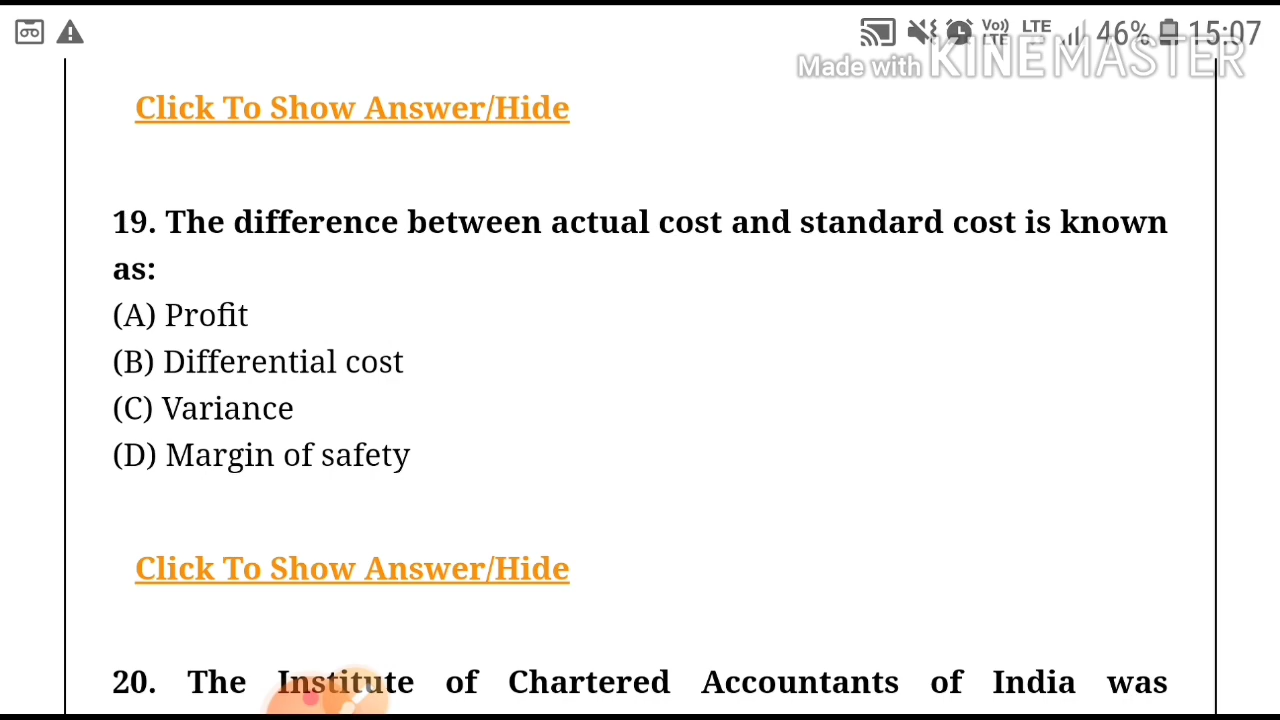 Vo)) LTE 46% 15:07
LTE
Made with KINEMASTER
Click To Show Answer/Hide
19. The difference between actual cost and standard cost is known
as:
(A) Profit
(B) Differential cost
(C) Variance
(D) Margin of safety
Click To Show Answer/Hide
20. The Institute of Chartered Accountants of India was